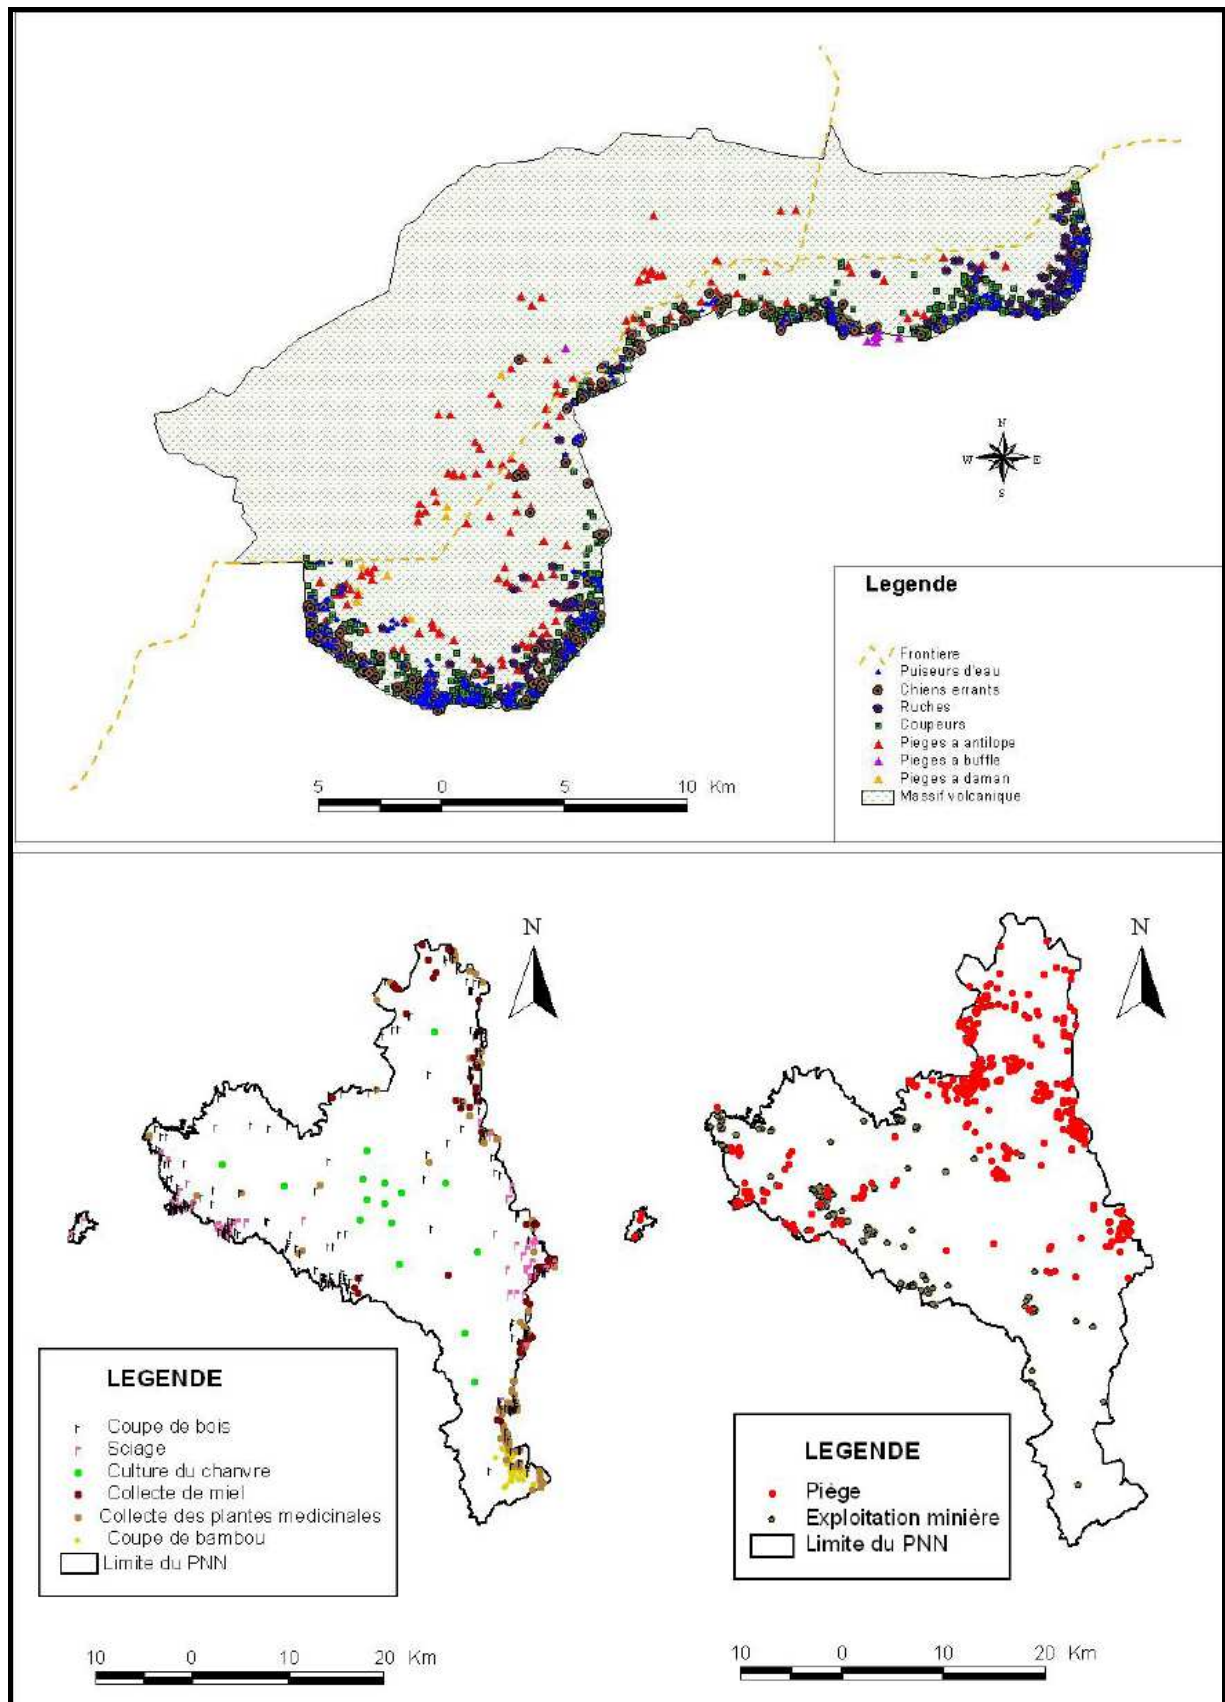 N
W E
S
Legende
Frontiere
Puiseurs d'eau
Chiens errants
Ruches
Coupeurs
Pieges a antilope
Pieges a buffle
Pieges a daman
Massif volcanique
5 0 5 10 Km
N
N
LEGENDE
Coupe de bois
Sciage
Culture du chanvre
Collecte de miel
Collecte des plantes medicinales
Coupe de bambou
Limite du PNN
LEGENDE
Piège
Exploitation minière
Limite du PNN
10 0 10 20 Km
10 0 10 20 Km